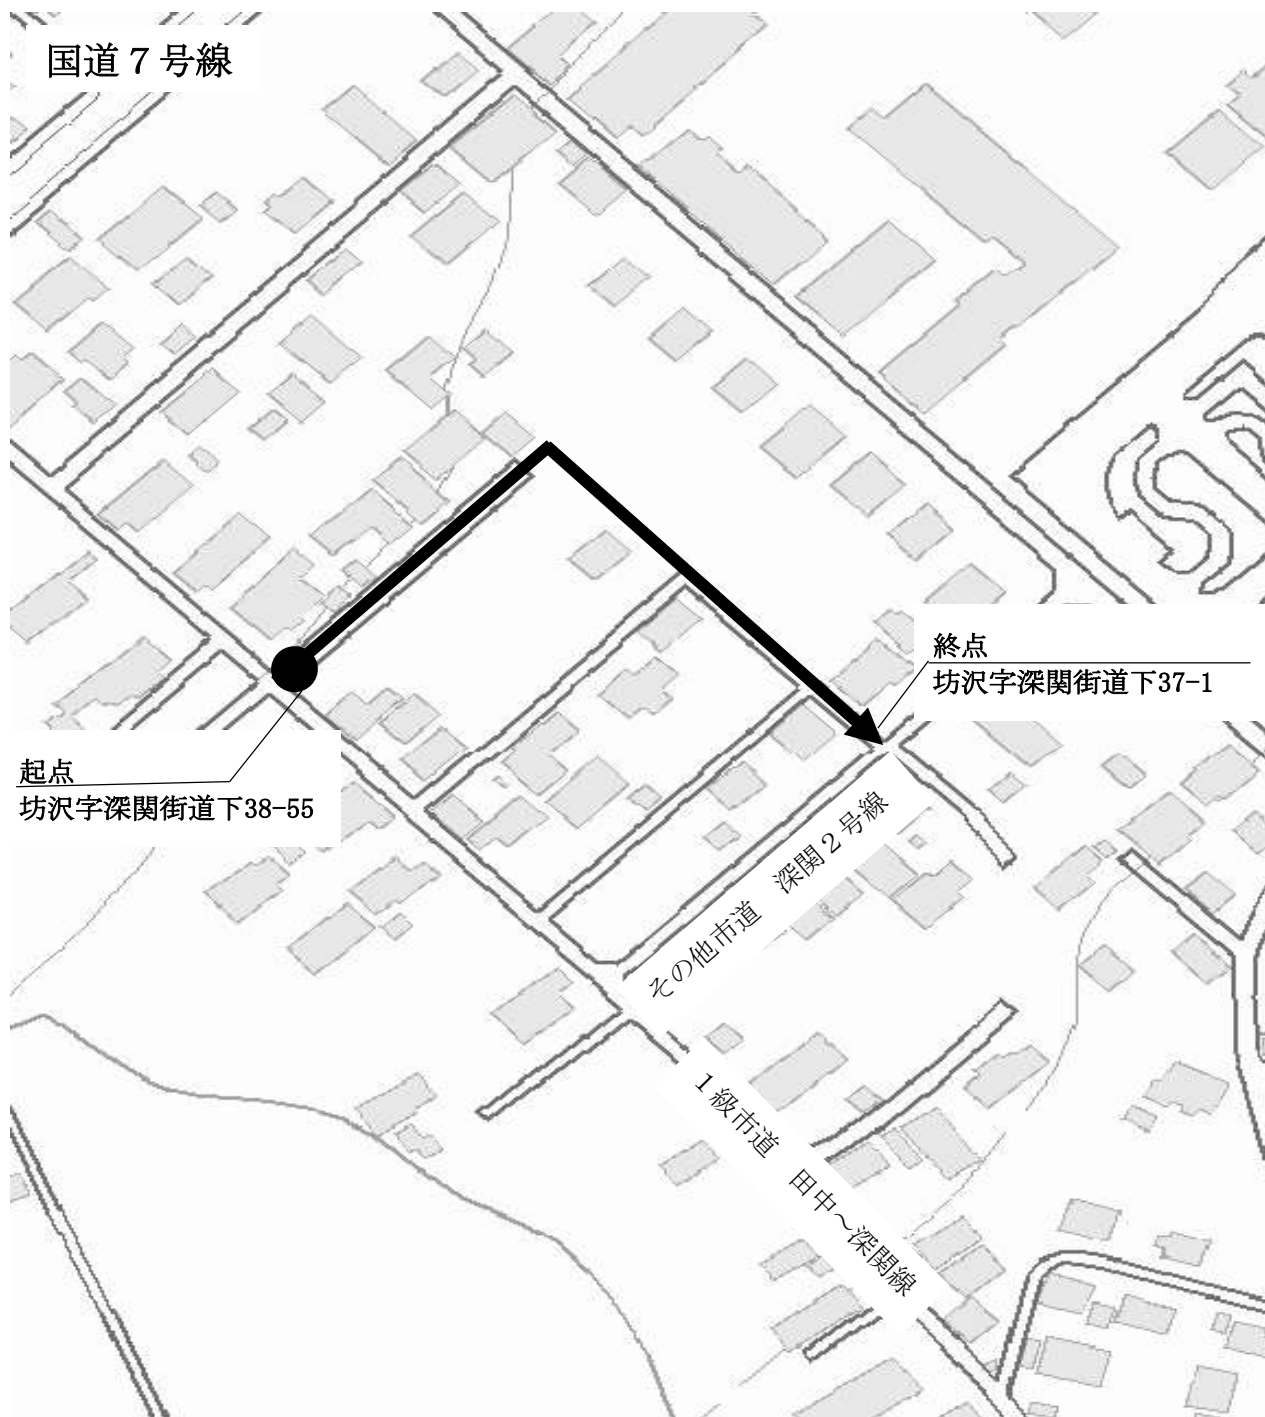 国道７号線
終点
坊沢字深関街道下37-1
起点
坊沢字深関街道下38-55
その他市道　深関２号線
１級市道　田中～深関線